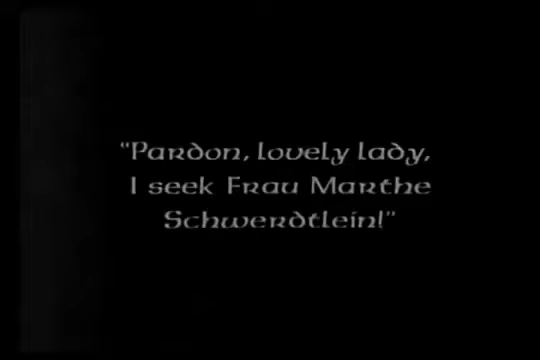 "Pardon, lovely lady,
I seek Frau Marthe
Schwerdtlein!"